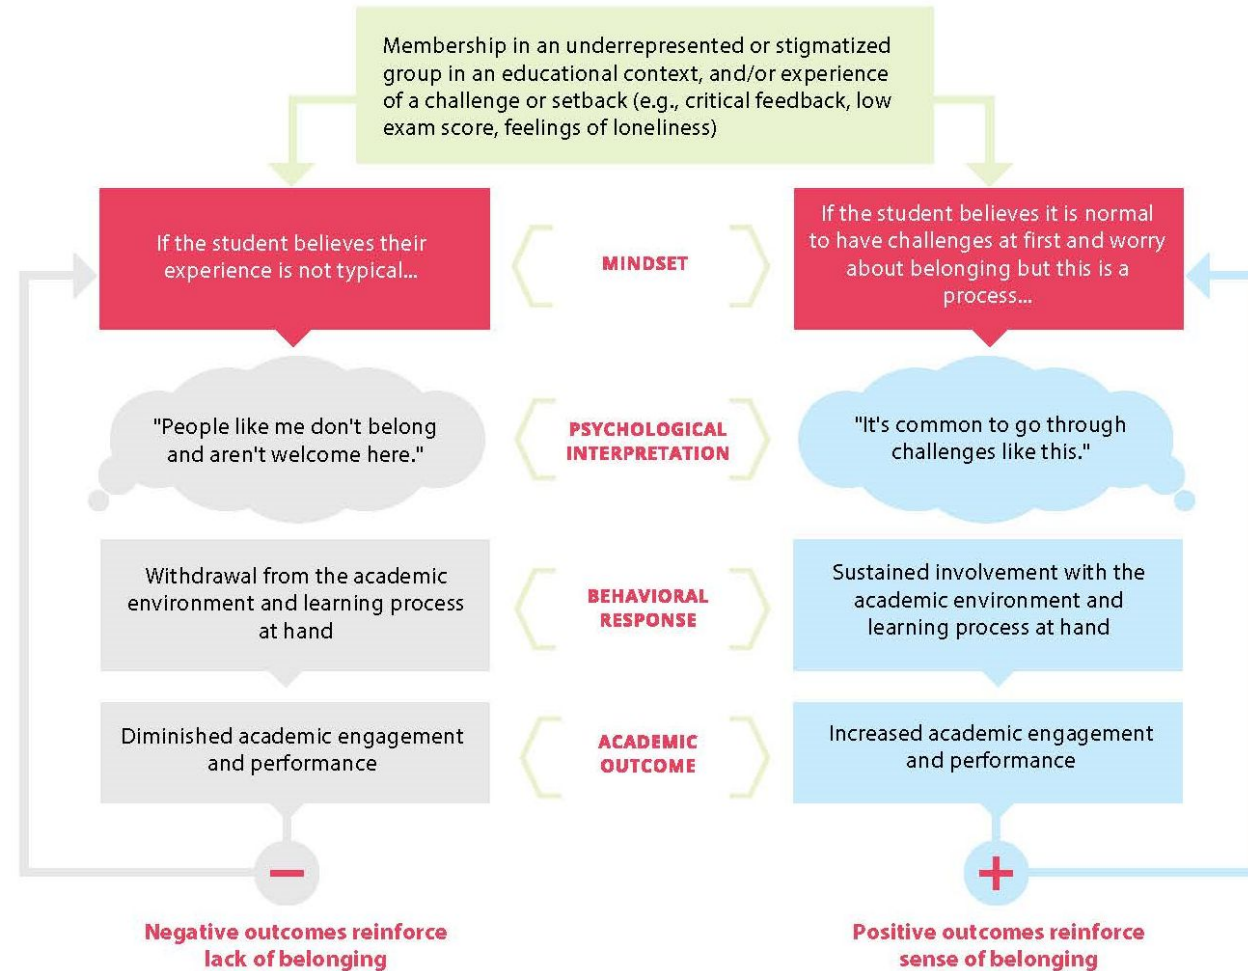 Membership in an underrepresented or stigmatized
group in an educational context, and/or experience
of a challenge or setback (e.g., critical feedback, low
exam score, feelings of loneliness)
If the student believes their
experience is not typical...
MINDSET
If the student believes it is normal
to have challenges at first and worry
about belonging but this is a
process...
"People like me don't belong
and aren't welcome here."
PSYCHOLOGICAL
INTERPRETATION
"It's common to go through
challenges like this."
Withdrawal from the academic
environment and learning process
at hand
BEHAVIORAL
RESPONSE
Sustained involvement with the
academic environment and
learning process at hand
Diminished academic engagement
and performance
ACADEMIC
OUTCOME
Increased academic engagement
and performance
−
+
Negative outcomes reinforce
lack of belonging
Positive outcomes reinforce
sense of belonging